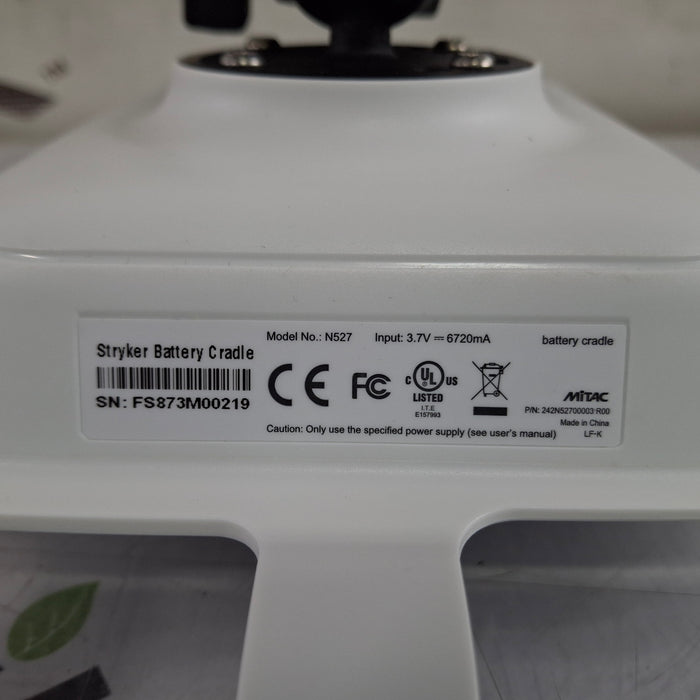 Stryker Battery Cradle
SN: FS873M00219
Model No.: N527 Input: 3.7V ⎓ 6720mA battery cradle
CE FC
c UL US
LISTED
I.T.E
E157993
MiTAC
P/N: 242N52700003 R00
Made in China
LF-K
Caution: Only use the specified power supply (see user's manual)